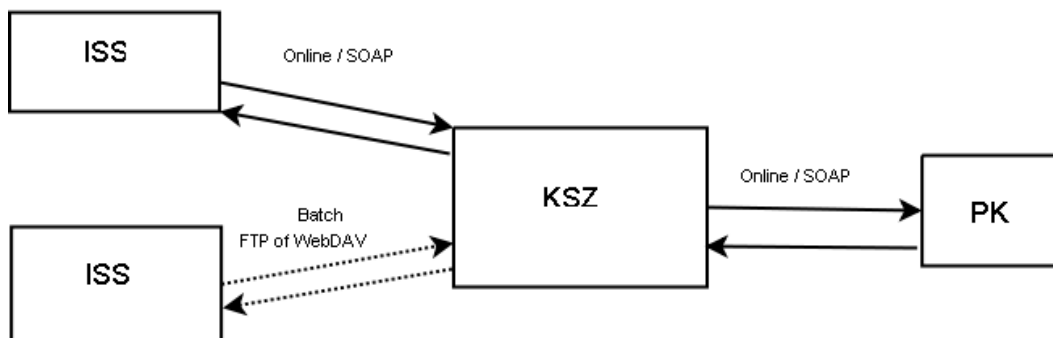 ISS
Online / SOAP
KSZ
Online / SOAP
PK
Batch
FTP of WebDAV
ISS